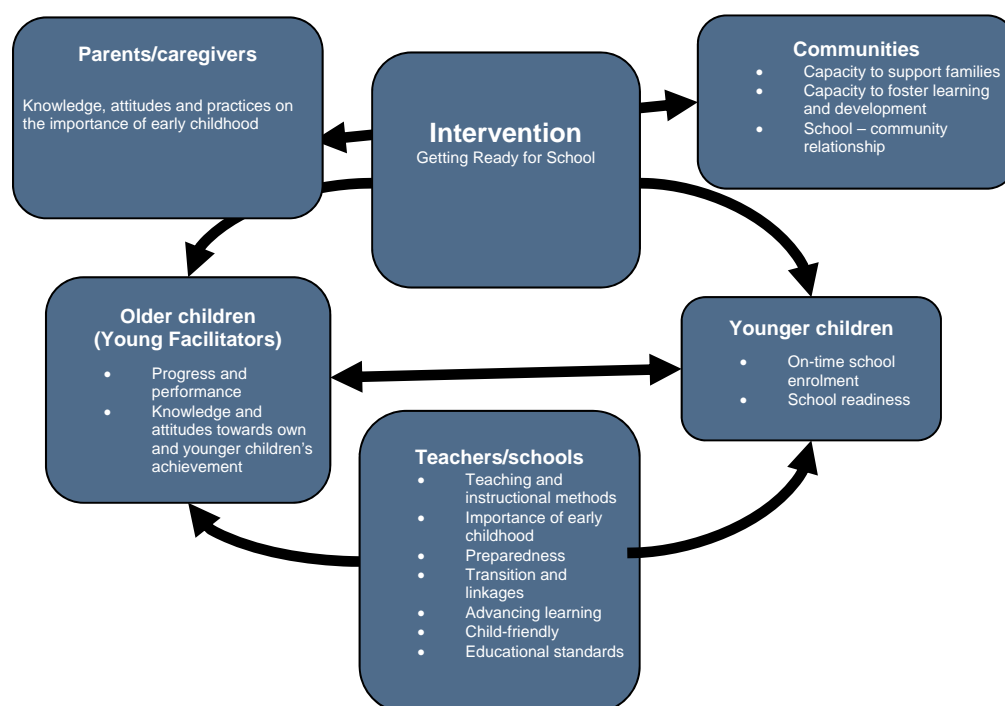 Parents/caregivers
Knowledge, attitudes and practices on
the importance of early childhood
Intervention
Getting Ready for School
Communities
• Capacity to support families
• Capacity to foster learning
and development
• School – community
relationship
Older children
(Young Facilitators)
• Progress and
performance
• Knowledge and
attitudes towards own
and younger children’s
achievement
Younger children
• On-time school
enrolment
• School readiness
Teachers/schools
• Teaching and
instructional methods
• Importance of early
childhood
• Preparedness
• Transition and
linkages
• Advancing learning
• Child-friendly
• Educational standards